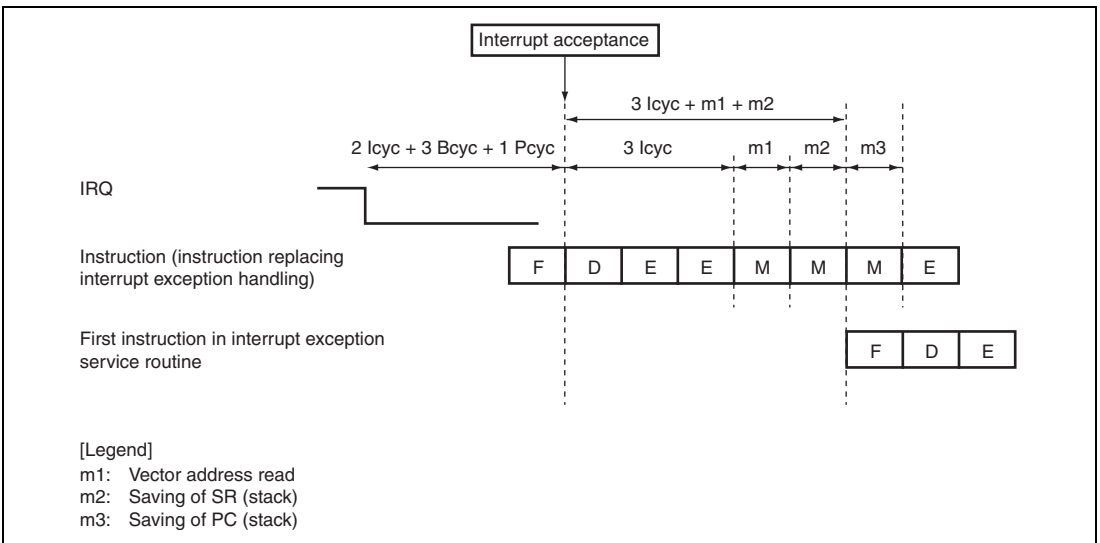 Interrupt acceptance
3 Icyc + m1 + m2
2 Icyc + 3 Bcyc + 1 Pcyc
3 Icyc
m1
m2
m3
IRQ
Instruction (instruction replacing
interrupt exception handling)
F D E E M M M E
First instruction in interrupt exception
service routine
F D E
[Legend]
m1: Vector address read
m2: Saving of SR (stack)
m3: Saving of PC (stack)